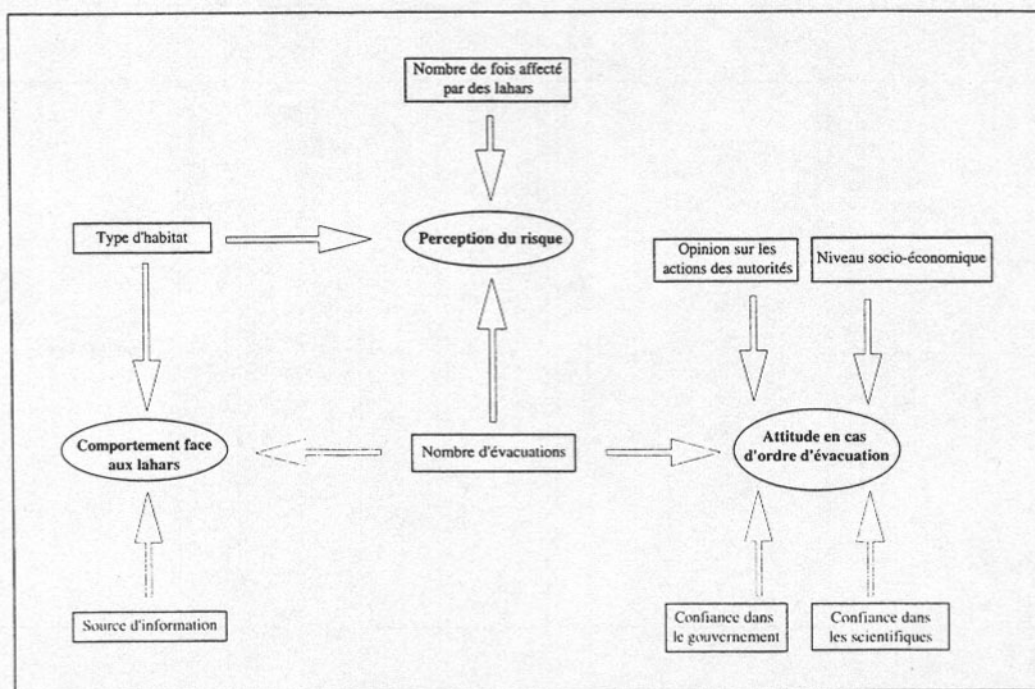 Nombre de fois affecté
par des lahars
Type d'habitat
Perception du risque
Opinion sur les
actions des autorités
Niveau socio-économique
Comportement face
aux lahars
Nombre d'évacuations
Attitude en cas
d'ordre d'évacuation
Source d'information
Confiance dans
le gouvernement
Confiance dans
les scientifiques